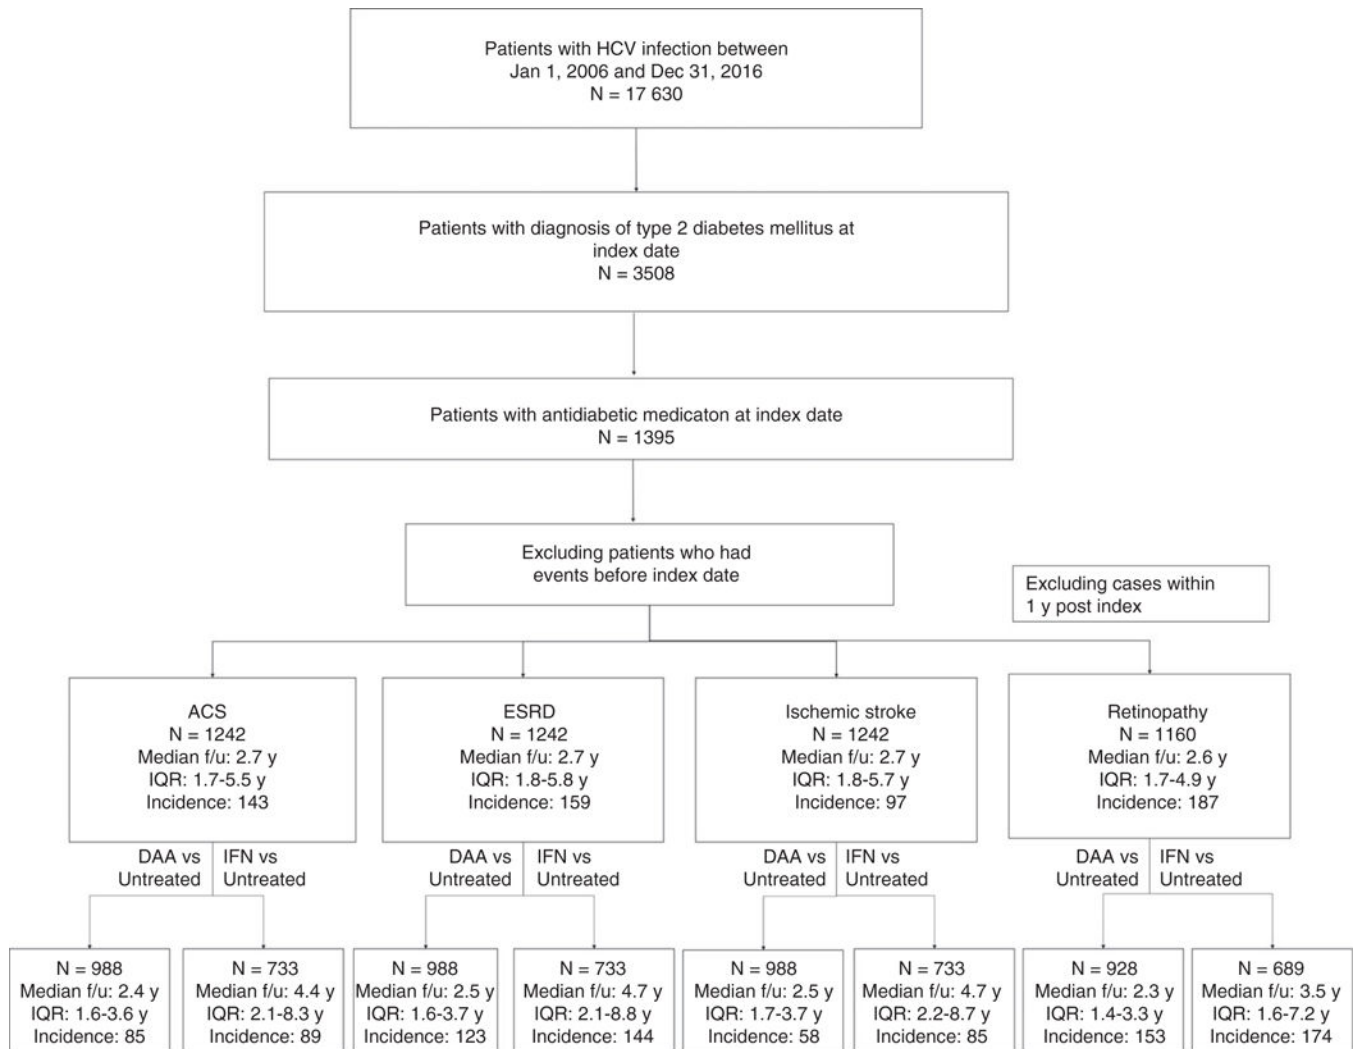 Patients with HCV infection between
Jan 1, 2006 and Dec 31, 2016
N = 17 630
Patients with diagnosis of type 2 diabetes mellitus at
index date
N = 3508
Patients with antidiabetic medicaton at index date
N = 1395
Excluding patients who had
events before index date
Excluding cases within
1 y post index
ACS
N = 1242
Median f/u: 2.7 y
IQR: 1.7-5.5 y
Incidence: 143
ESRD
N = 1242
Median f/u: 2.7 y
IQR: 1.8-5.8 y
Incidence: 159
Ischemic stroke
N = 1242
Median f/u: 2.7 y
IQR: 1.8-5.7 y
Incidence: 97
Retinopathy
N = 1160
Median f/u: 2.6 y
IQR: 1.7-4.9 y
Incidence: 187
DAA vs
Untreated
IFN vs
Untreated
DAA vs
Untreated
IFN vs
Untreated
DAA vs
Untreated
IFN vs
Untreated
DAA vs
Untreated
IFN vs
Untreated
N = 988
Median f/u: 2.4 y
IQR: 1.6-3.6 y
Incidence: 85
N = 733
Median f/u: 4.4 y
IQR: 2.1-8.3 y
Incidence: 89
N = 988
Median f/u: 2.5 y
IQR: 1.6-3.7 y
Incidence: 123
N = 733
Median f/u: 4.7 y
IQR: 2.1-8.8 y
Incidence: 144
N = 988
Median f/u: 2.5 y
IQR: 1.7-3.7 y
Incidence: 58
N = 733
Median f/u: 4.7 y
IQR: 2.2-8.7 y
Incidence: 85
N = 928
Median f/u: 2.3 y
IQR: 1.4-3.3 y
Incidence: 153
N = 689
Median f/u: 3.5 y
IQR: 1.6-7.2 y
Incidence: 174